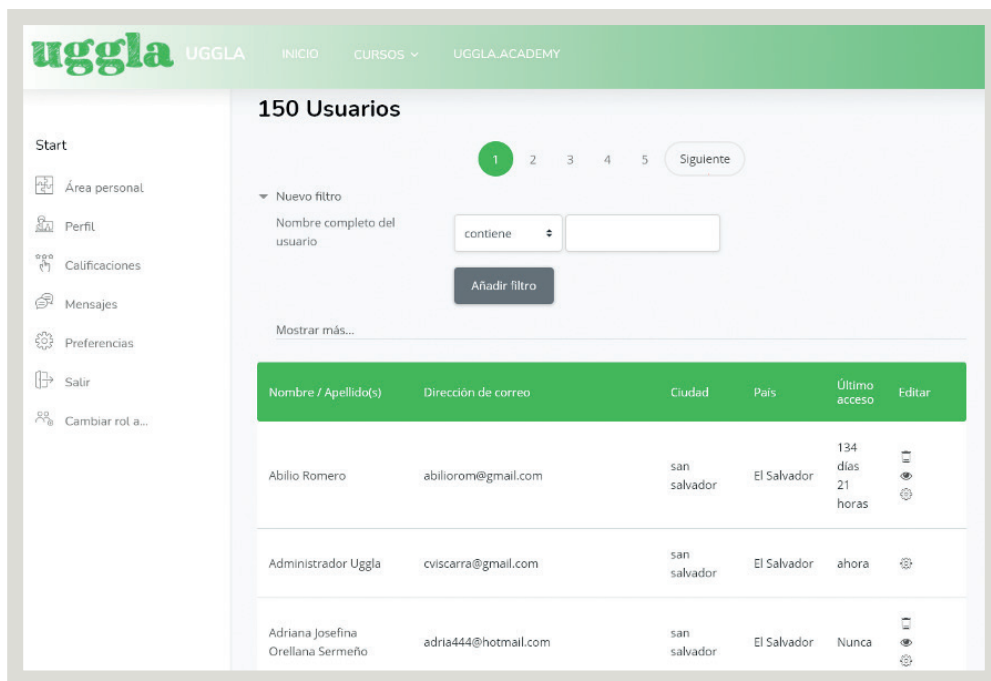 uggla UGGLA INICIO CURSOS UGGLA.ACADEMY
150 Usuarios
Start
1 2 3 4 5 Siguiente
Área personal
Nuevo filtro
Perfil
Nombre completo del
usuario
contiene
Calificaciones
Añadir filtro
Mensajes
Mostrar más...
Preferencias
Salir
Cambiar rol a...
Nombre / Apellido(s) Dirección de correo Ciudad País Último
acceso Editar
Abilio Romero abiliorom@gmail.com san
salvador El Salvador 134
días
21
horas
Administrador Uggla cviscarra@gmail.com san
salvador El Salvador ahora
Adriana Josefina
Orellana Sermeño adria444@hotmail.com san
salvador El Salvador Nunca